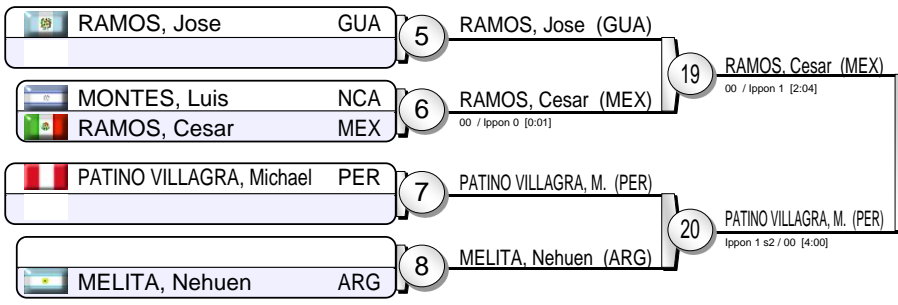 RAMOS, Jose GUA
5
RAMOS, Jose (GUA)
MONTES, Luis NCA
RAMOS, Cesar MEX
6
RAMOS, Cesar (MEX)
00 / Ippon 0 [0:01]
19
RAMOS, Cesar (MEX)
00 / Ippon 1 [2:04]
PATINO VILLAGRA, Michael PER
7
PATINO VILLAGRA, M. (PER)
MELITA, Nehuen ARG
8
MELITA, Nehuen (ARG)
20
PATINO VILLAGRA, M. (PER)
Ippon 1 s2 / 00 [4:00]